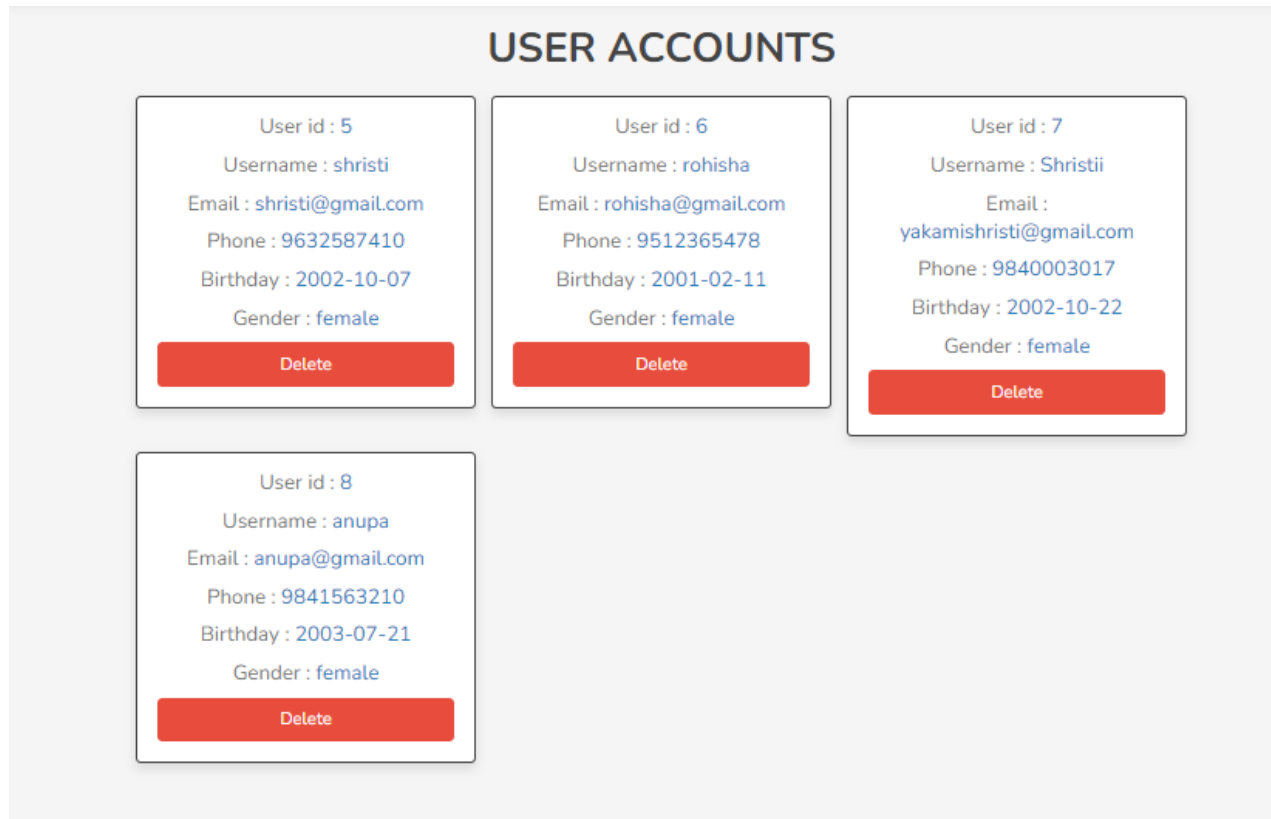 USER ACCOUNTS
User id : 5
Username : shristi
Email : shristi@gmail.com
Phone : 9632587410
Birthday : 2002-10-07
Gender : female
Delete
User id : 6
Username : rohisha
Email : rohisha@gmail.com
Phone : 9512365478
Birthday : 2001-02-11
Gender : female
Delete
User id : 7
Username : Shristii
Email :
yakamishristi@gmail.com
Phone : 9840003017
Birthday : 2002-10-22
Gender : female
Delete
User id : 8
Username : anupa
Email : anupa@gmail.com
Phone : 9841563210
Birthday : 2003-07-21
Gender : female
Delete